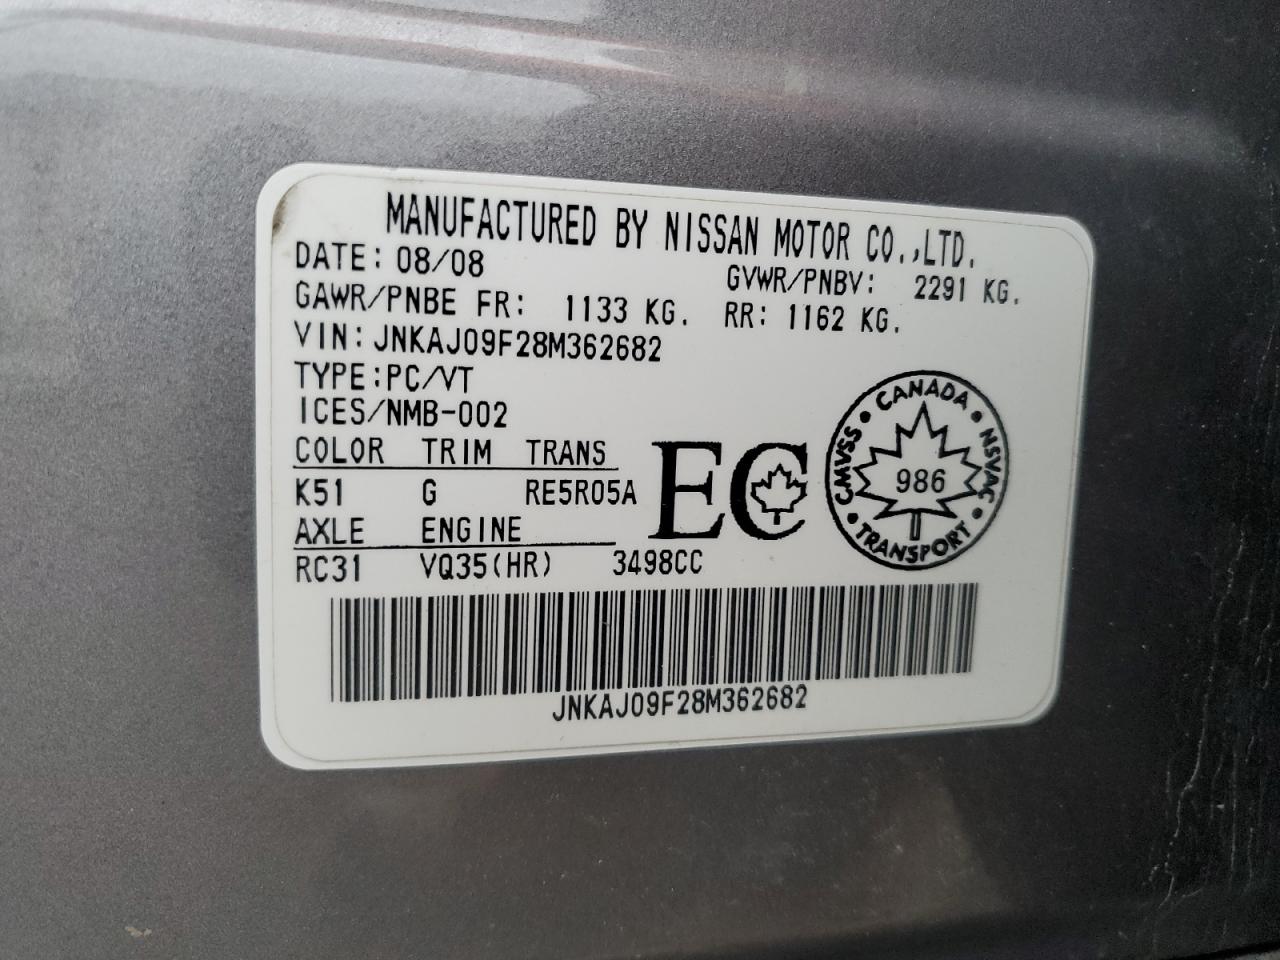 MANUFACTURED BY NISSAN MOTOR CO.,LTD.
DATE: 08/08 GVWR/PNBV: 2291 KG.
GAWR/PNBE FR: 1133 KG. RR: 1162 KG.
VIN: JNKAJ09F28M362682
TYPE: PC/VT
ICES/NMB-002
COLOR TRIM TRANS
K51 G RE5R05A
AXLE ENGINE
RC31 VQ35(HR) 3498CC
EC
CANADA • NSVAC • TRANSPORT • CMVSS •
986
JNKAJ09F28M362682